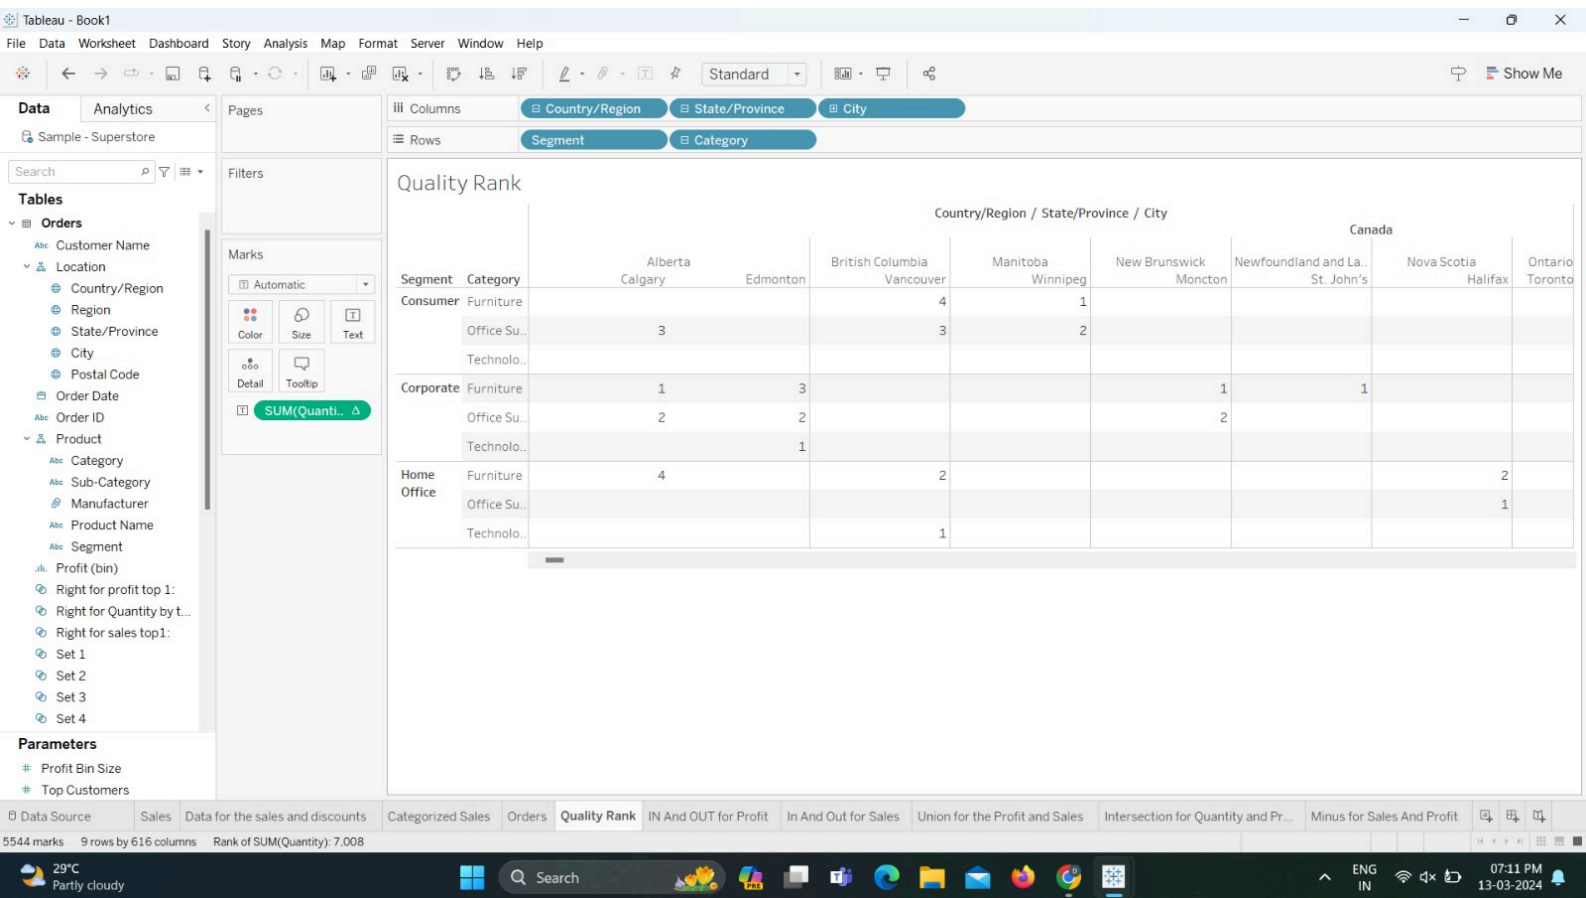 Tableau - Book1
File Data Worksheet Dashboard Story Analysis Map Format Server Window Help
Standard
Show Me
Data Analytics
Pages
Columns
Country/Region State/Province City
Sample - Superstore
Rows
Segment Category
Search
Filters
Quality Rank
Tables
Orders
Abc Customer Name
Location
Country/Region
Region
State/Province
City
Postal Code
Order Date
Abc Order ID
Product
Abc Category
Abc Sub-Category
Manufacturer
Abc Product Name
Abc Segment
Profit (bin)
Right for profit top 1:
Right for Quantity by t...
Right for sales top1:
Set 1
Set 2
Set 3
Set 4
Parameters
# Profit Bin Size
# Top Customers
Marks
T Automatic
Color Size Text
Detail Tooltip
T SUM(Quanti.. Δ
Country/Region / State/Province / City
Canada
Alberta British Columbia Manitoba New Brunswick Newfoundland and La.. Nova Scotia Ontario
Segment Category Calgary Edmonton Vancouver Winnipeg Moncton St. John's Halifax Toronto
Consumer Furniture 4 1
Office Su.. 3 3 2
Technolo..
Corporate Furniture 1 3 1 1
Office Su.. 2 2 2
Technolo.. 1
Home Office Furniture 4 2 2
Office Su.. 1
Technolo.. 1
Data Source Sales Data for the sales and discounts Categorized Sales Orders Quality Rank IN And OUT for Profit In And Out for Sales Union for the Profit and Sales Intersection for Quantity and Pr... Minus for Sales And Profit
5544 marks 9 rows by 616 columns Rank of SUM(Quantity): 7.008
29°C
Partly cloudy
Search
PRE
ENG
IN
07:11 PM
13-03-2024